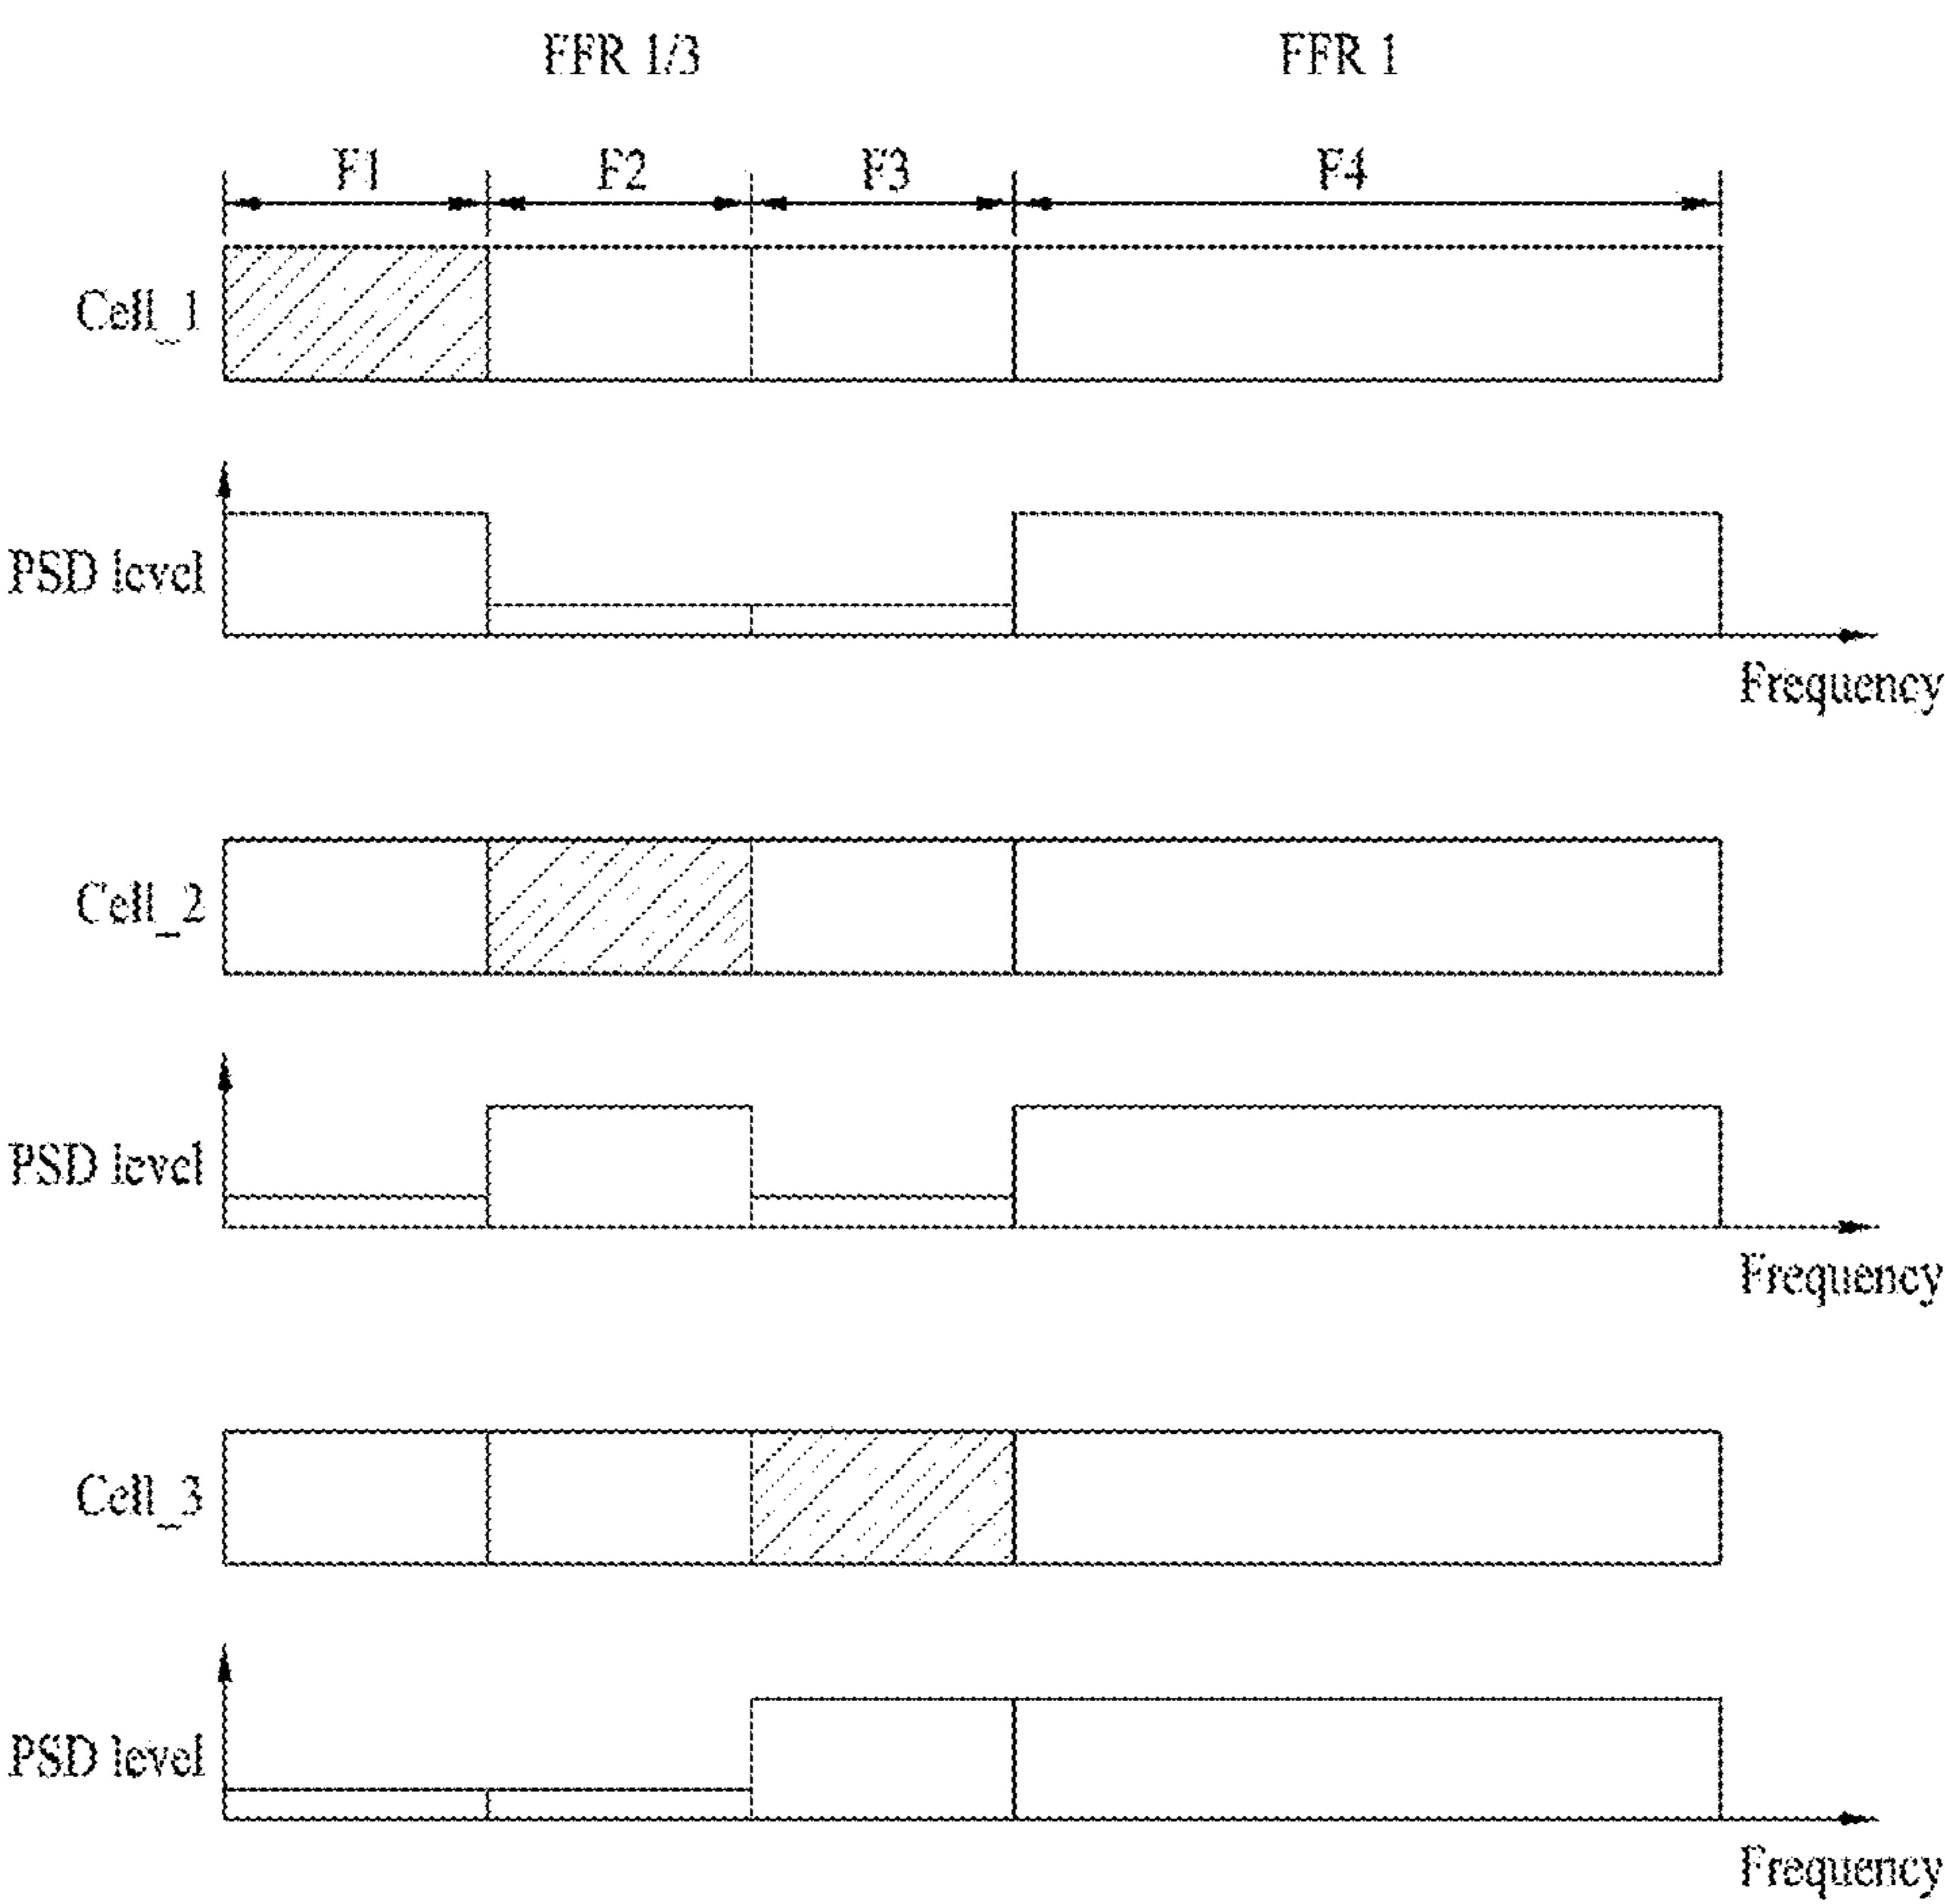 FFR 1/3 FFR 1
F1 F2 F3 F4
Cell_1
PSD level
Frequency
Cell_2
PSD level
Frequency
Cell_3
PSD level
Frequency